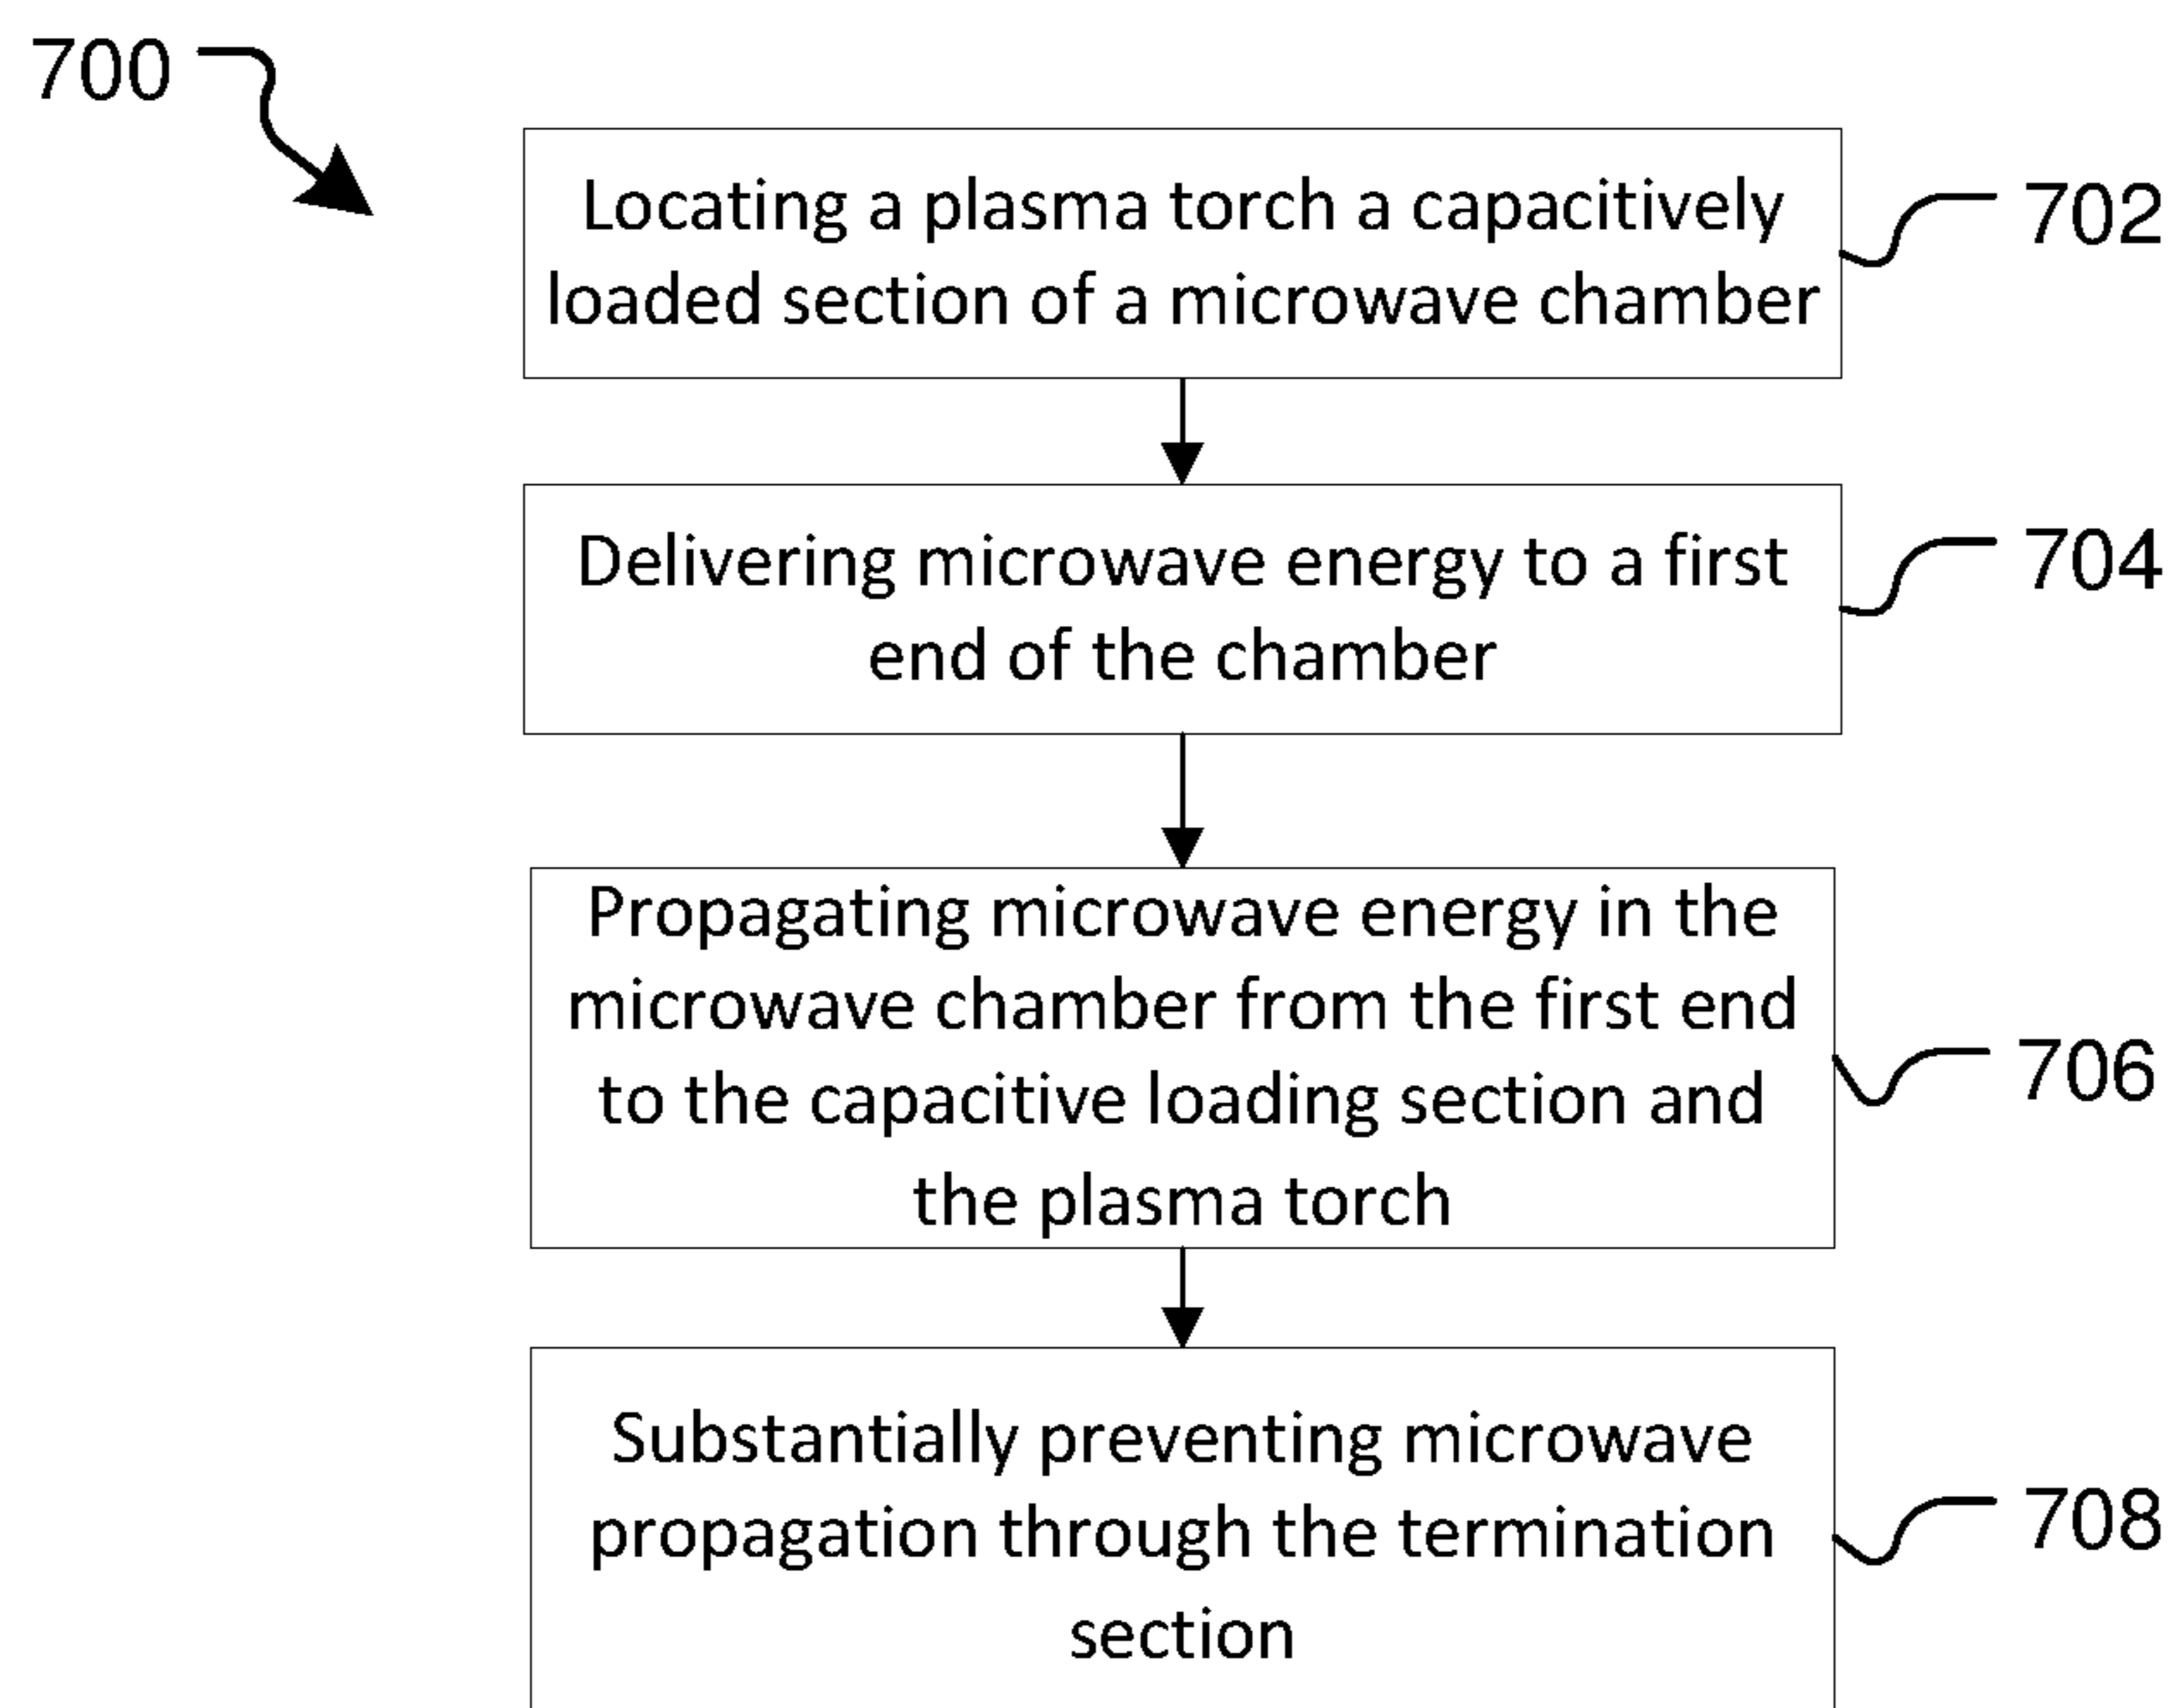 700
Locating a plasma torch a capacitively
loaded section of a microwave chamber
702
Delivering microwave energy to a first
end of the chamber
704
Propagating microwave energy in the
microwave chamber from the first end
to the capacitive loading section and
the plasma torch
706
Substantially preventing microwave
propagation through the termination
section
708